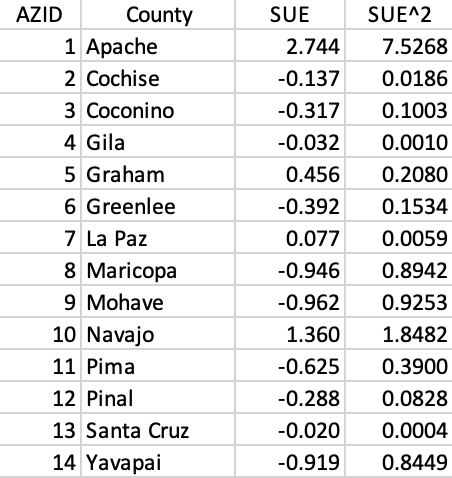 AZID County SUE SUE^2
1 Apache 2.744 7.5268
2 Cochise -0.137 0.0186
3 Coconino -0.317 0.1003
4 Gila -0.032 0.0010
5 Graham 0.456 0.2080
6 Greenlee -0.392 0.1534
7 La Paz 0.077 0.0059
8 Maricopa -0.946 0.8942
9 Mohave -0.962 0.9253
10 Navajo 1.360 1.8482
11 Pima -0.625 0.3900
12 Pinal -0.288 0.0828
13 Santa Cruz -0.020 0.0004
14 Yavapai -0.919 0.8449